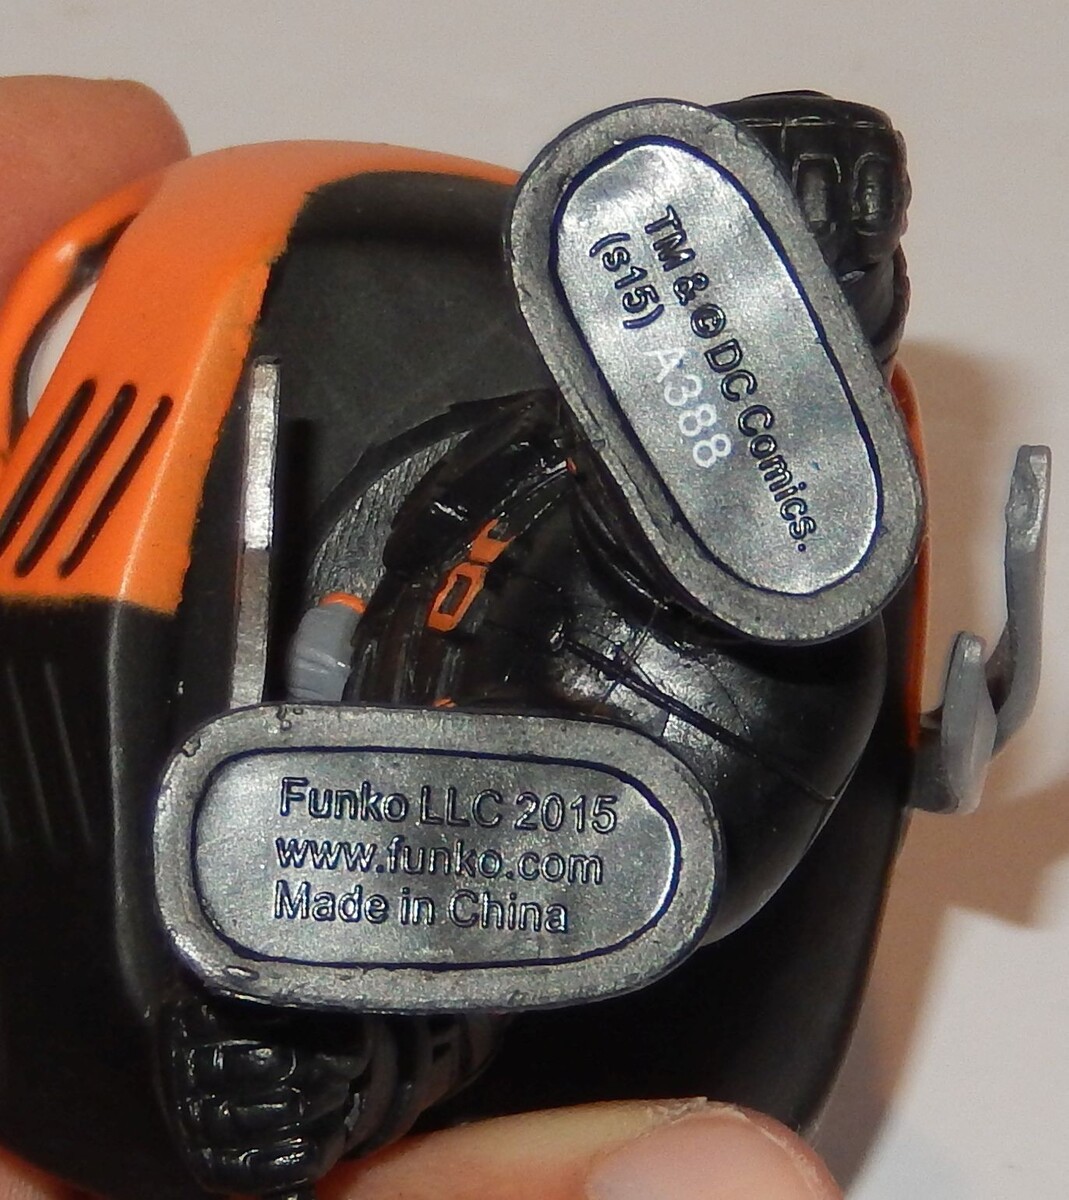 TM & © DC Comics.
(s15) A388
Funko LLC 2015
www.funko.com
Made in China